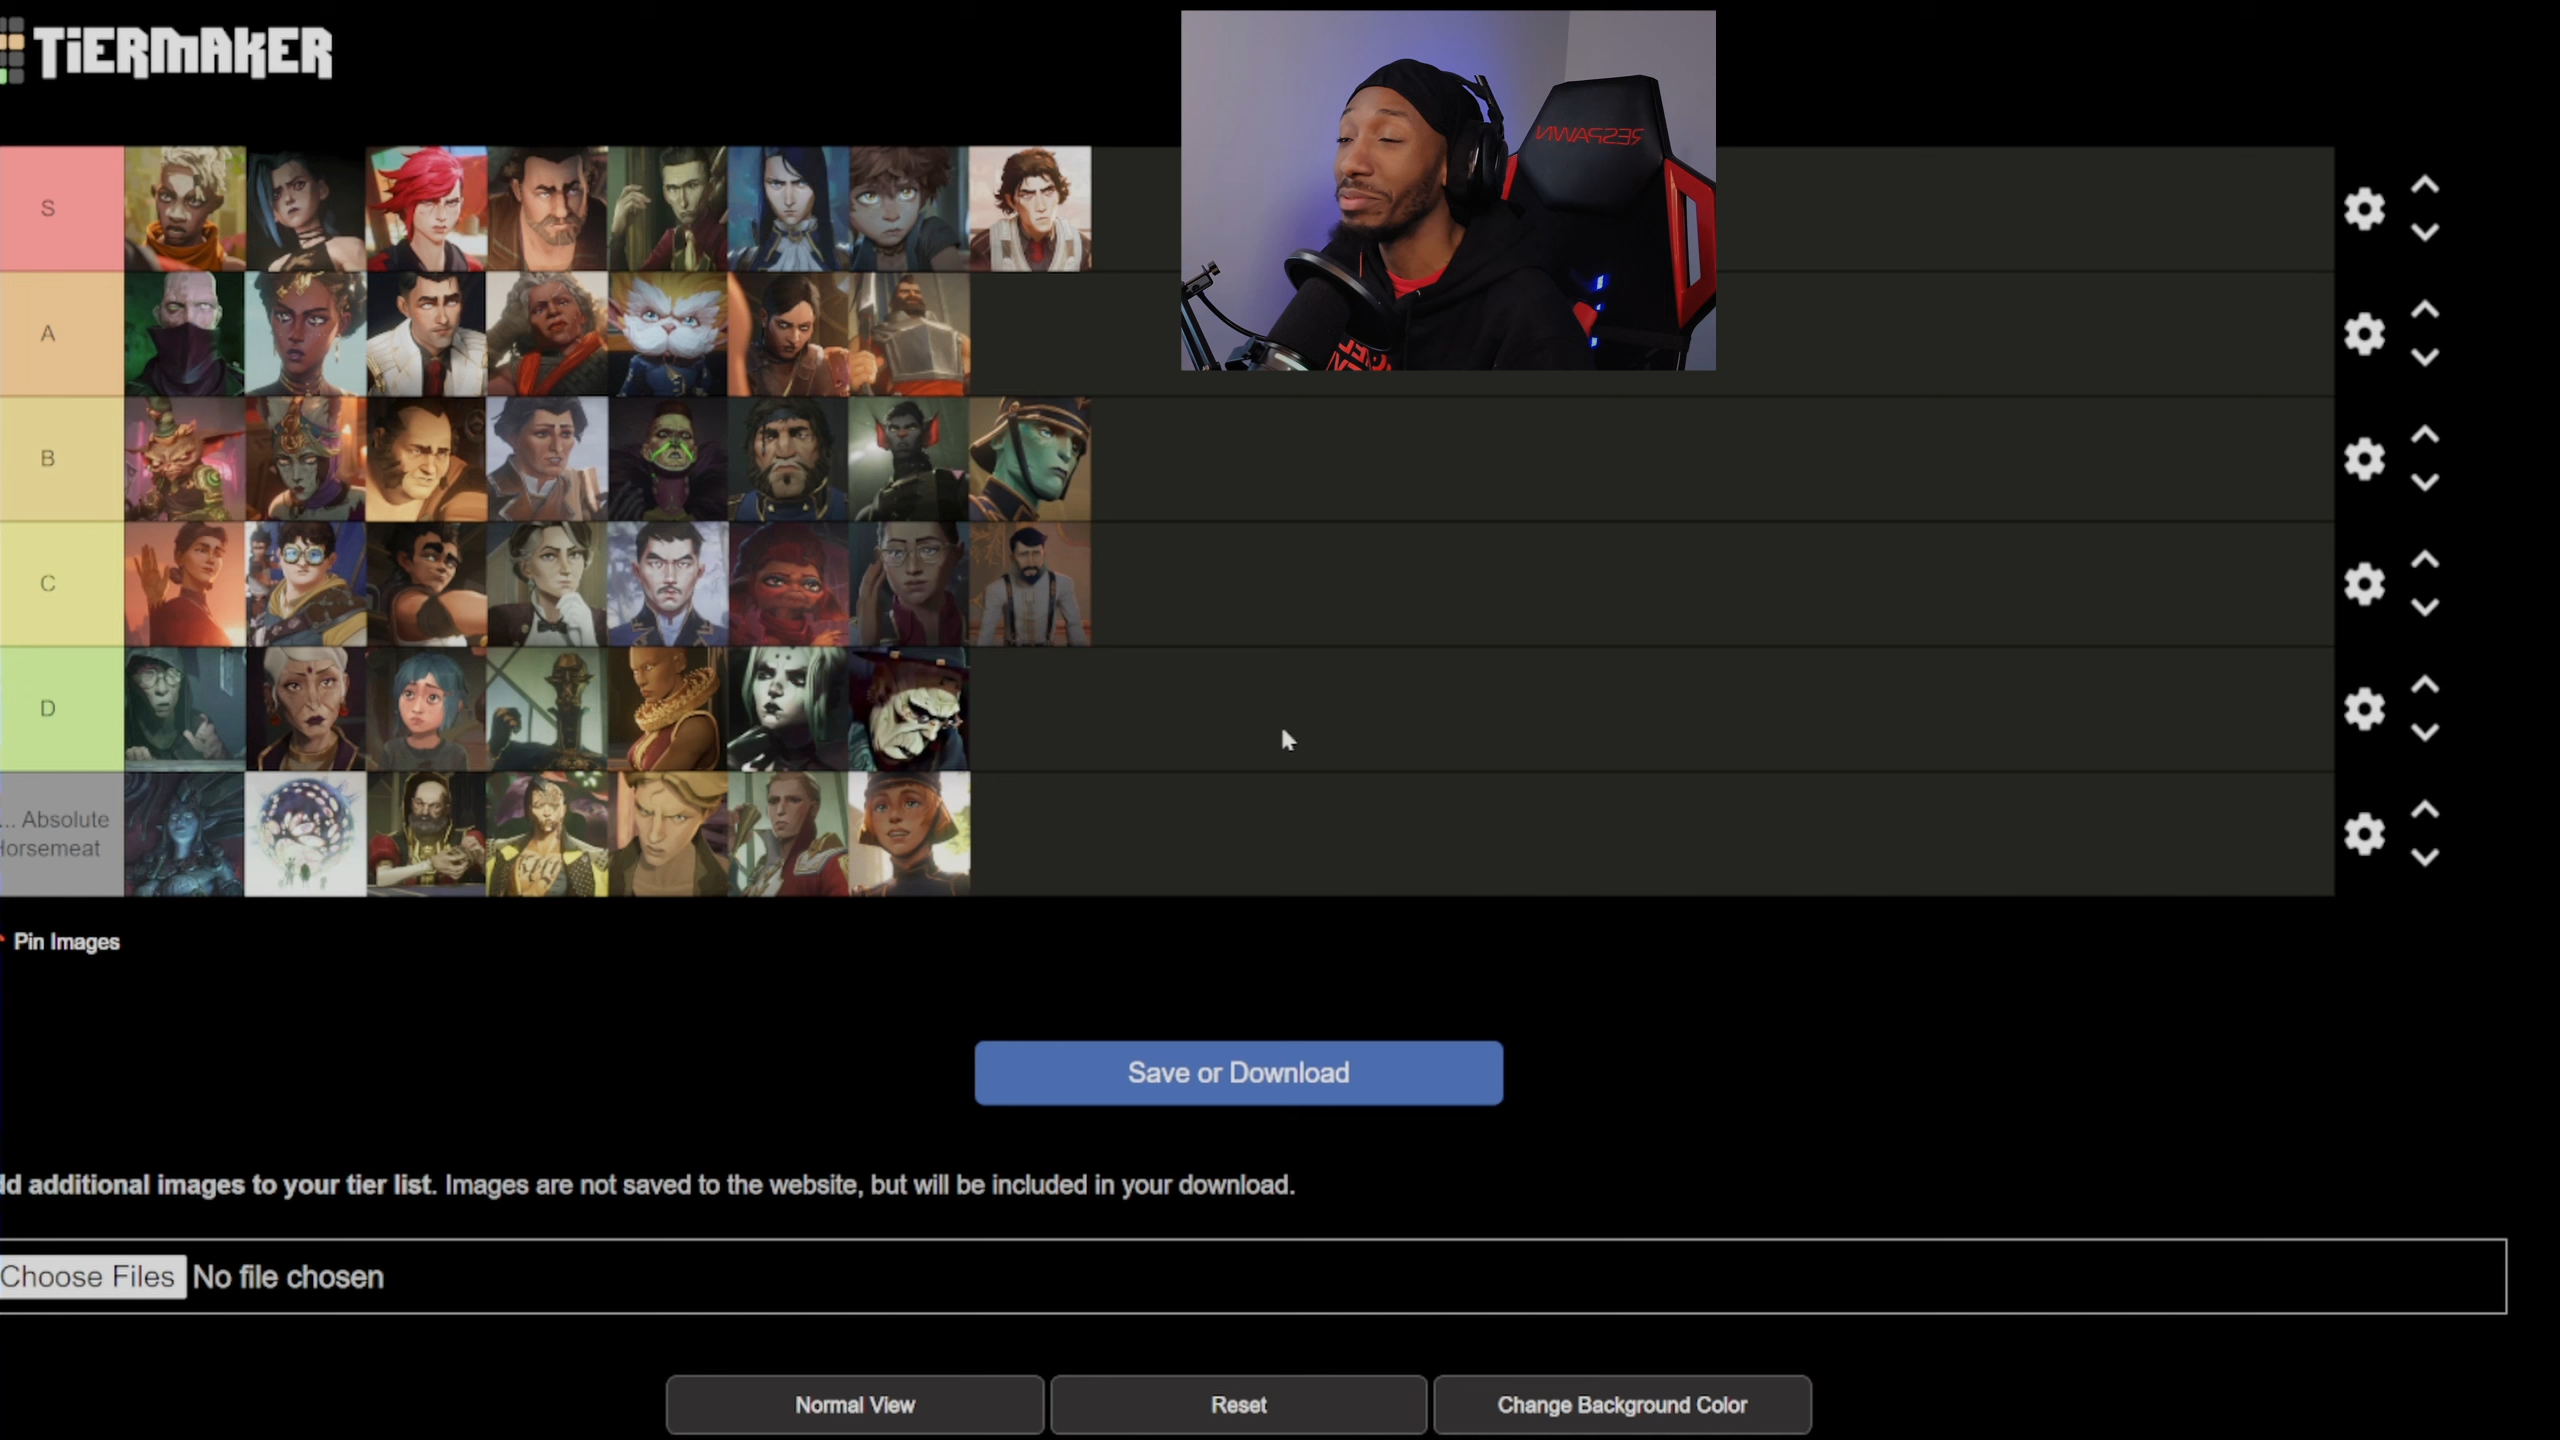 TiERMAKER
RESPAWN
S
A
B
C
D
... Absolute
Horsemeat
Pin Images
Save or Download
dd additional images to your tier list. Images are not saved to the website, but will be included in your download.
Choose Files No file chosen
Normal View
Reset
Change Background Color